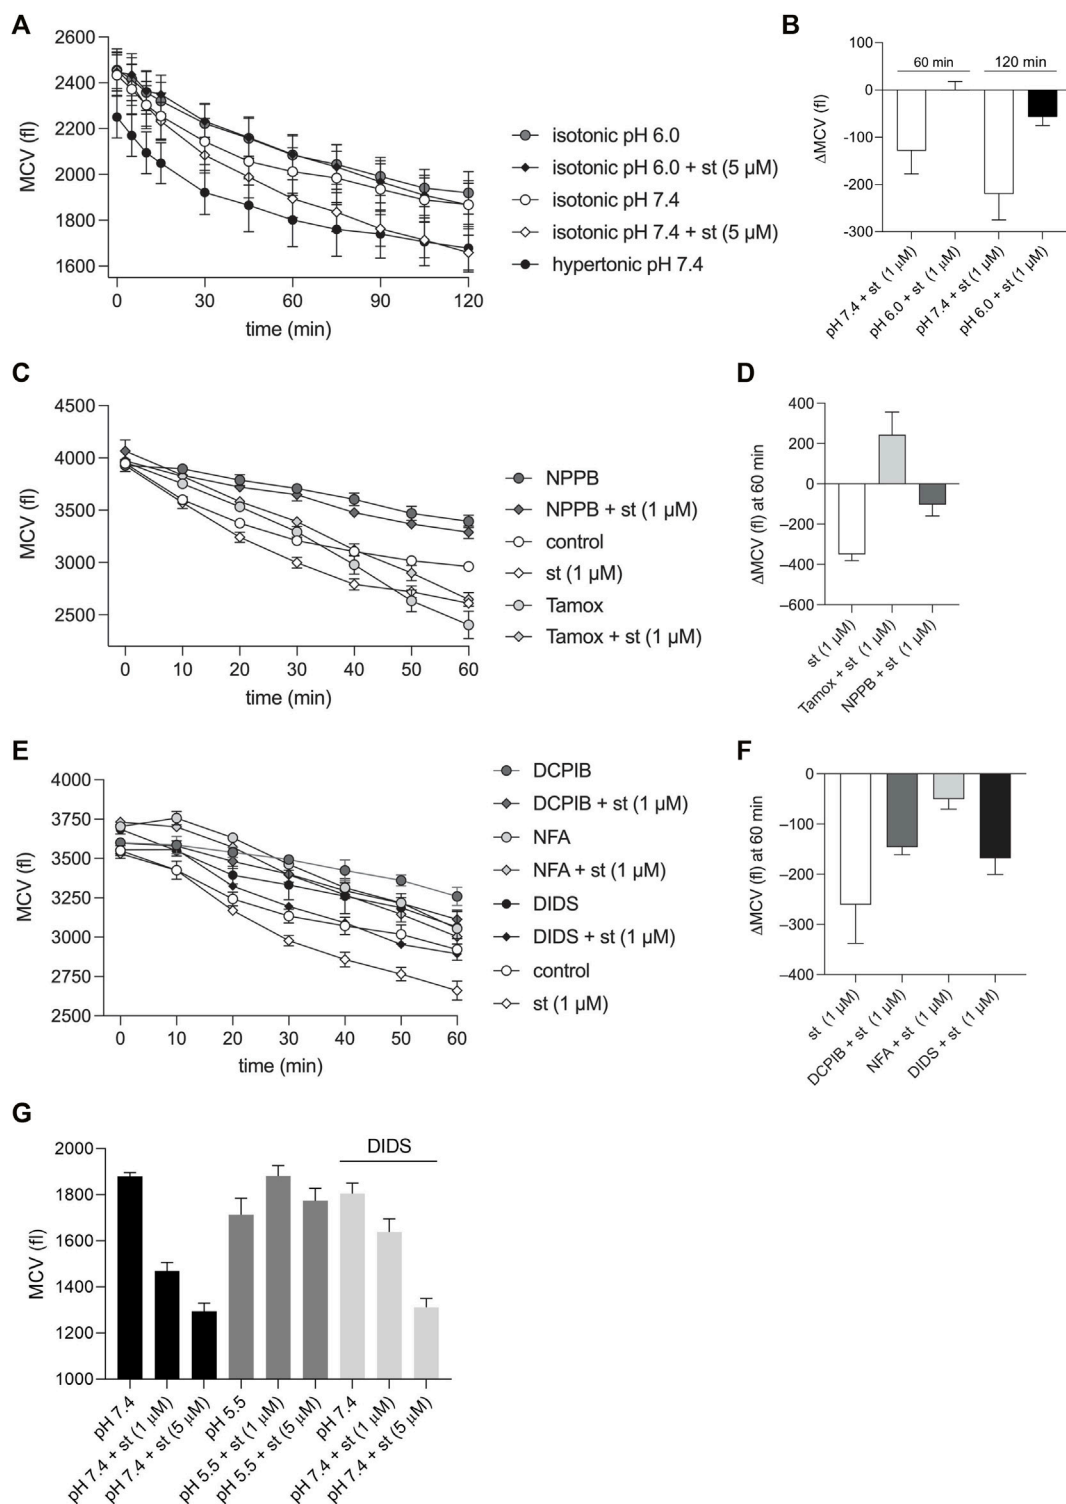 A
2600
2400
2200
2000
1800
1600
MCV (fl)
0
30
60
90
120
time (min)
isotonic pH 6.0
isotonic pH 6.0 + st (5 µM)
isotonic pH 7.4
isotonic pH 7.4 + st (5 µM)
hypertonic pH 7.4
B
100
0
-100
-200
-300
ΔMCV (fl)
60 min
120 min
pH 7.4 + st (1 µM)
pH 6.0 + st (1 µM)
pH 7.4 + st (1 µM)
pH 6.0 + st (1 µM)
C
4500
4000
3500
3000
2500
MCV (fl)
0
10
20
30
40
50
60
time (min)
NPPB
NPPB + st (1 µM)
control
st (1 µM)
Tamox
Tamox + st (1 µM)
D
400
200
0
–200
–400
–600
ΔMCV (fl) at 60 min
st (1 µM)
Tamox + st (1 µM)
NPPB + st (1 µM)
E
4000
3750
3500
3250
3000
2750
2500
MCV (fl)
0
10
20
30
40
50
60
time (min)
DCPIB
DCPIB + st (1 µM)
NFA
NFA + st (1 µM)
DIDS
DIDS + st (1 µM)
control
st (1 µM)
F
0
–100
–200
–300
–400
ΔMCV (fl) at 60 min
st (1 µM)
DCPIB + st (1 µM)
NFA + st (1 µM)
DIDS + st (1 µM)
G
2000
1800
1600
1400
1200
1000
MCV (fl)
DIDS
pH 7.4
pH 7.4 + st (1 µM)
pH 7.4 + st (5 µM)
pH 5.5
pH 5.5 + st (1 µM)
pH 5.5 + st (5 µM)
pH 7.4
pH 7.4 + st (1 µM)
pH 7.4 + st (5 µM)